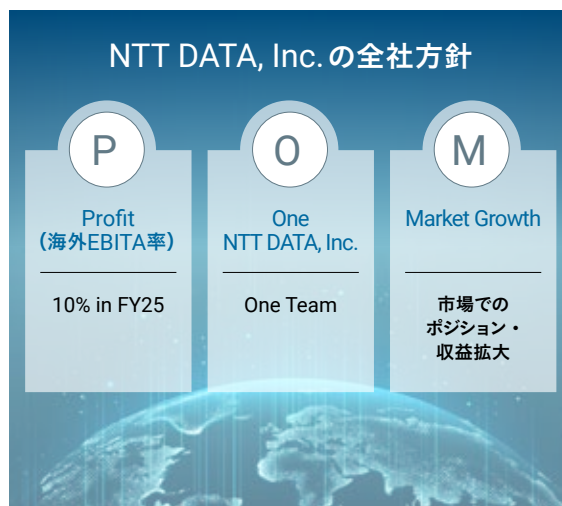 NTT DATA, Inc. の全社方針
P
Profit
（海外EBITA率）
10% in FY25
O
One
NTT DATA, Inc.
One Team
M
Market Growth
市場での
ポジション・
収益拡大